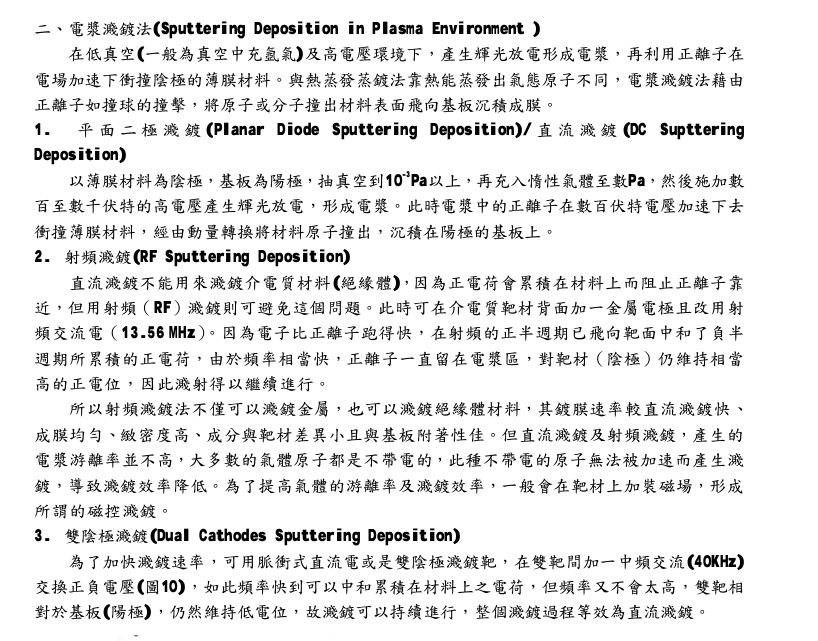 二、電漿濺鍍法(Sputtering Deposition in Plasma Environment )
在低真空(一般為真空中充氬氣)及高電壓環境下，產生輝光放電形成電漿，再利用正離子在
電場加速下衝撞陰極的薄膜材料。與熱蒸發蒸鍍法靠熱能蒸發出氣態原子不同，電漿濺鍍法藉由
正離子如撞球的撞擊，將原子或分子撞出材料表面飛向基板沉積成膜。
1. 平面二極濺鍍(Planar Diode Sputtering Deposition)/直流濺鍍(DC Supttering
Deposition)
以薄膜材料為陰極，基板為陽極，抽真空到10⁻³Pa以上，再充入惰性氣體至數Pa，然後施加數
百至數千伏特的高電壓產生輝光放電，形成電漿。此時電漿中的正離子在數百伏特電壓加速下去
衝撞薄膜材料，經由動量轉換將材料原子撞出，沉積在陽極的基板上。
2. 射頻濺鍍(RF Sputtering Deposition)
直流濺鍍不能用來濺鍍介電質材料(絕緣體)，因為正電荷會累積在材料上而阻止正離子靠
近，但用射頻（RF）濺鍍則可避免這個問題。此時可在介電質靶材背面加一金屬電極且改用射
頻交流電（13.56 MHz）。因為電子比正離子跑得快，在射頻的正半週期已飛向靶面中和了負半
週期所累積的正電荷，由於頻率相當快，正離子一直留在電漿區，對靶材（陰極）仍維持相當
高的正電位，因此濺射得以繼續進行。
所以射頻濺鍍法不僅可以濺鍍金屬，也可以濺鍍絕緣體材料，其鍍膜速率較直流濺鍍快、
成膜均勻、緻密度高、成分與靶材差異小且與基板附著性佳。但直流濺鍍及射頻濺鍍，產生的
電漿游離率並不高，大多數的氣體原子都是不帶電的，此種不帶電的原子無法被加速而產生濺
鍍，導致濺鍍效率降低。為了提高氣體的游離率及濺鍍效率，一般會在靶材上加裝磁場，形成
所謂的磁控濺鍍。
3. 雙陰極濺鍍(Dual Cathodes Sputtering Deposition)
為了加快濺鍍速率，可用脈衝式直流電或是雙陰極濺鍍靶，在雙靶間加一中頻交流(40KHz)
交換正負電壓(圖10)，如此頻率快到可以中和累積在材料上之電荷，但頻率又不會太高，雙靶相
對於基板(陽極)，仍然維持低電位，故濺鍍可以持續進行，整個濺鍍過程等效為直流濺鍍。